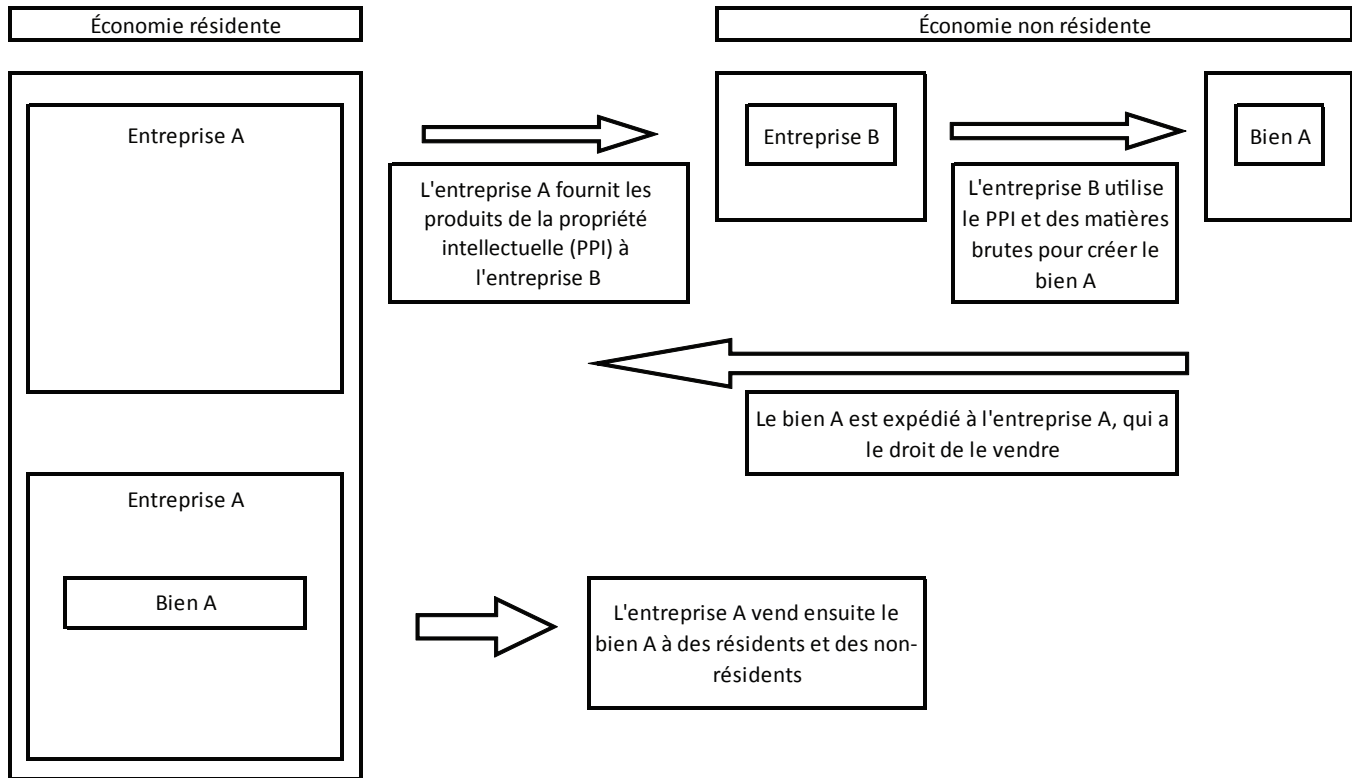 Économie résidente
Économie non résidente
Entreprise A
L'entreprise A fournit les
produits de la propriété
intellectuelle (PPI) à
l'entreprise B
Entreprise B
L'entreprise B utilise
le PPI et des matières
brutes pour créer le
bien A
Bien A
Le bien A est expédié à l'entreprise A, qui a
le droit de le vendre
Entreprise A
Bien A
L'entreprise A vend ensuite le
bien A à des résidents et des non-
résidents